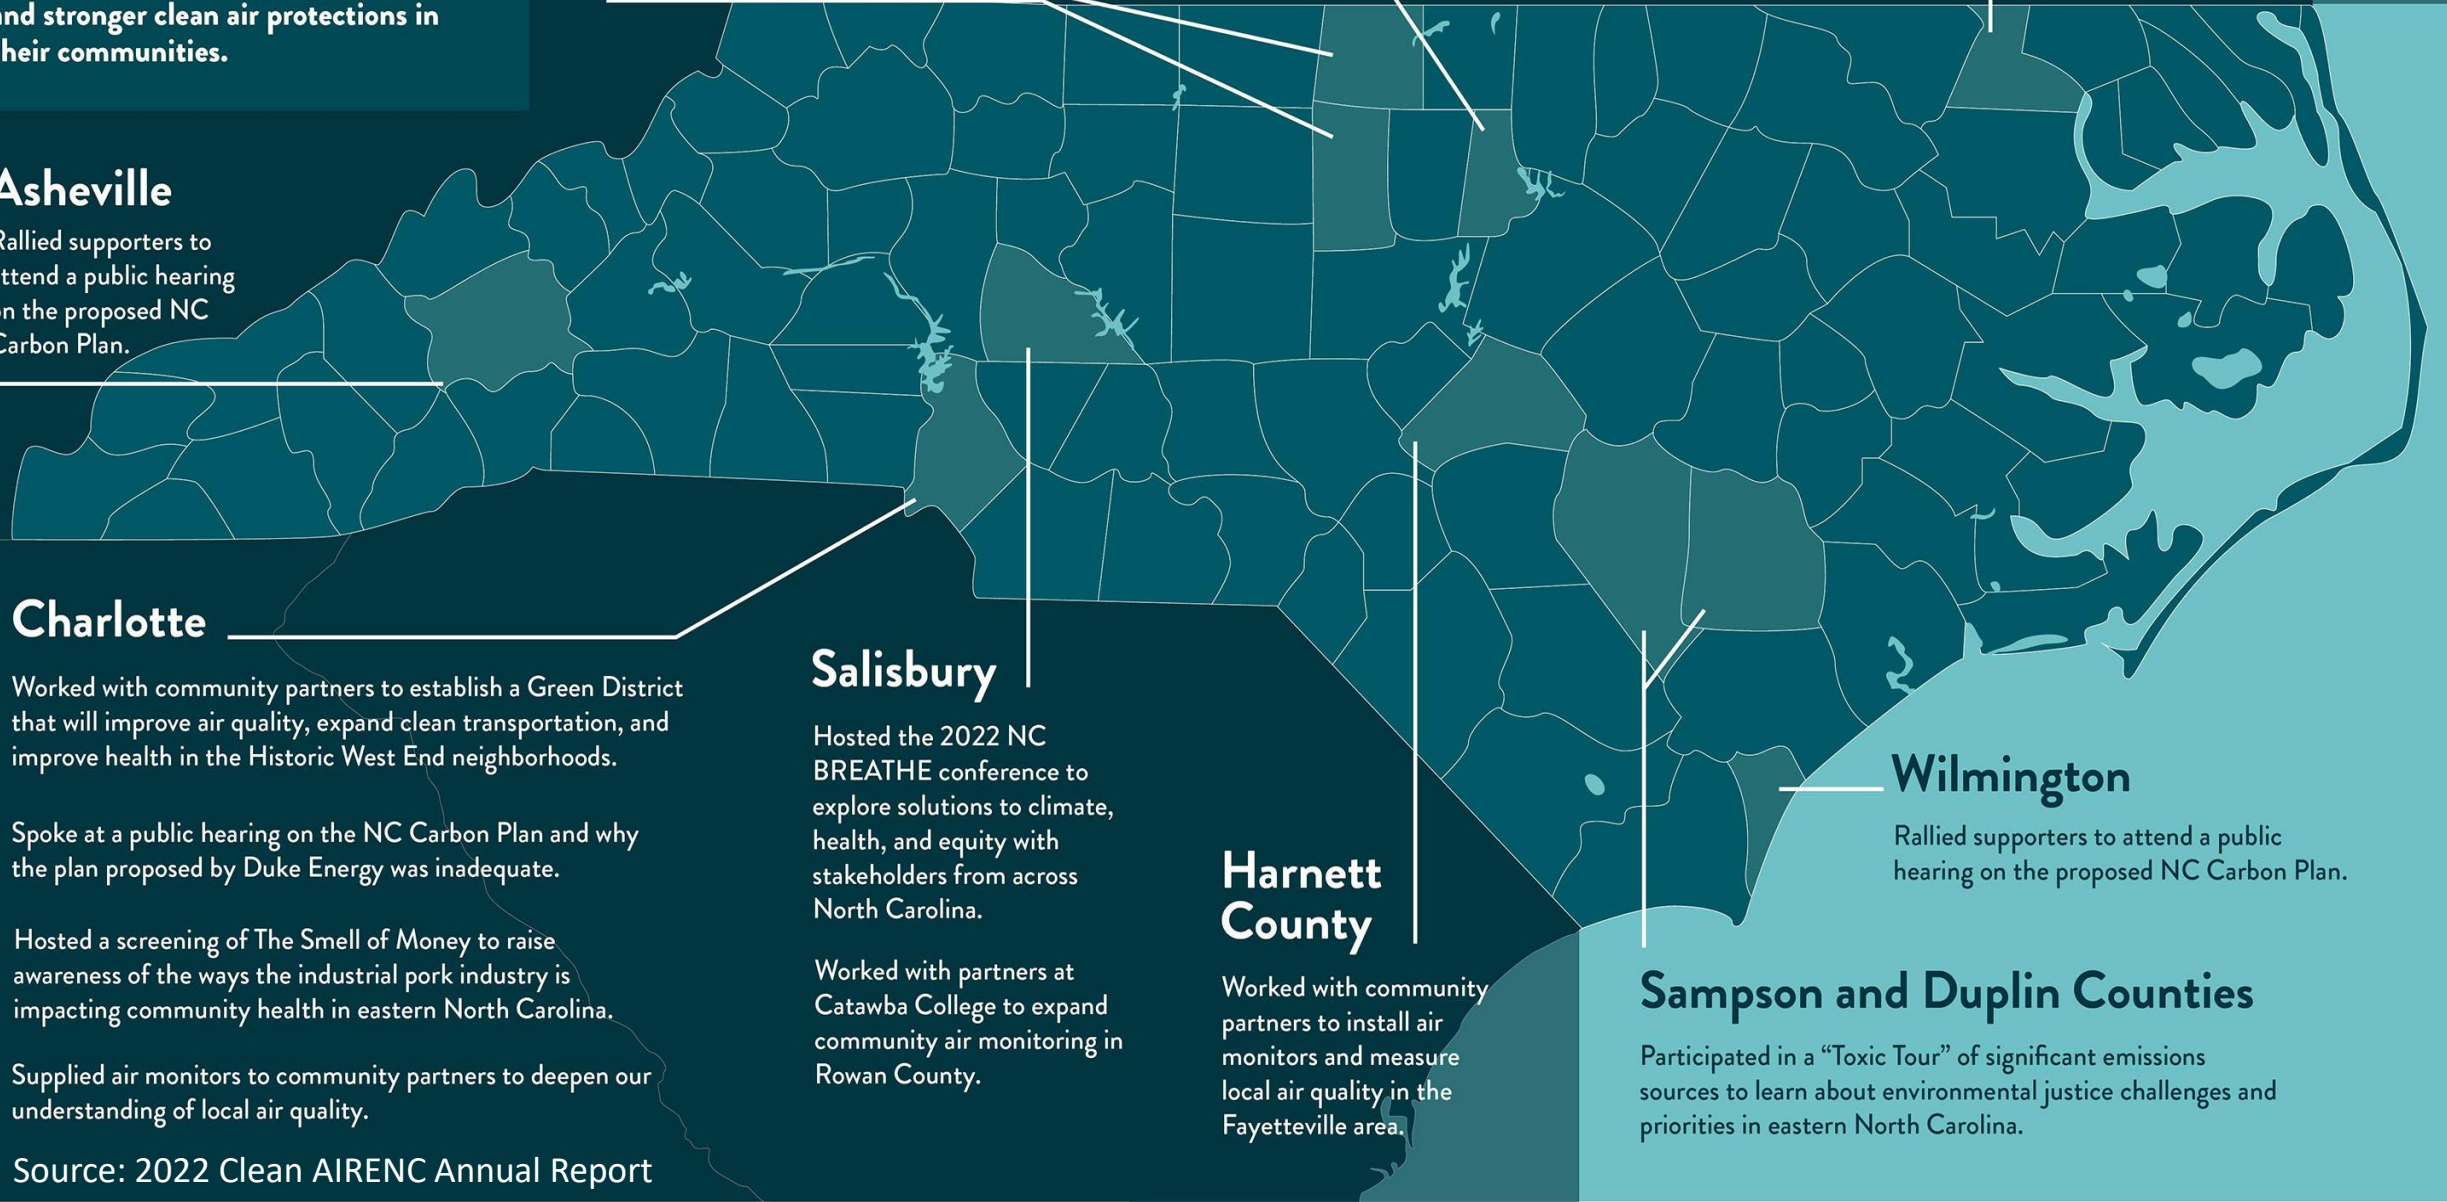 nd stronger clean air protections in
heir communities.
Asheville
Rallied supporters to
ttend a public hearing
n the proposed NC
Carbon Plan.
Charlotte
Worked with community partners to establish a Green District
that will improve air quality, expand clean transportation, and
improve health in the Historic West End neighborhoods.
Spoke at a public hearing on the NC Carbon Plan and why
the plan proposed by Duke Energy was inadequate.
Hosted a screening of The Smell of Money to raise
awareness of the ways the industrial pork industry is
impacting community health in eastern North Carolina.
Supplied air monitors to community partners to deepen our
understanding of local air quality.
Source: 2022 Clean AIRENC Annual Report
Salisbury
Hosted the 2022 NC
BREATHE conference to
explore solutions to climate,
health, and equity with
stakeholders from across
North Carolina.
Worked with partners at
Catawba College to expand
community air monitoring in
Rowan County.
Harnett
County
Worked with community
partners to install air
monitors and measure
local air quality in the
Fayetteville area.
Wilmington
Rallied supporters to attend a public
hearing on the proposed NC Carbon Plan.
Sampson and Duplin Counties
Participated in a “Toxic Tour” of significant emissions
sources to learn about environmental justice challenges and
priorities in eastern North Carolina.